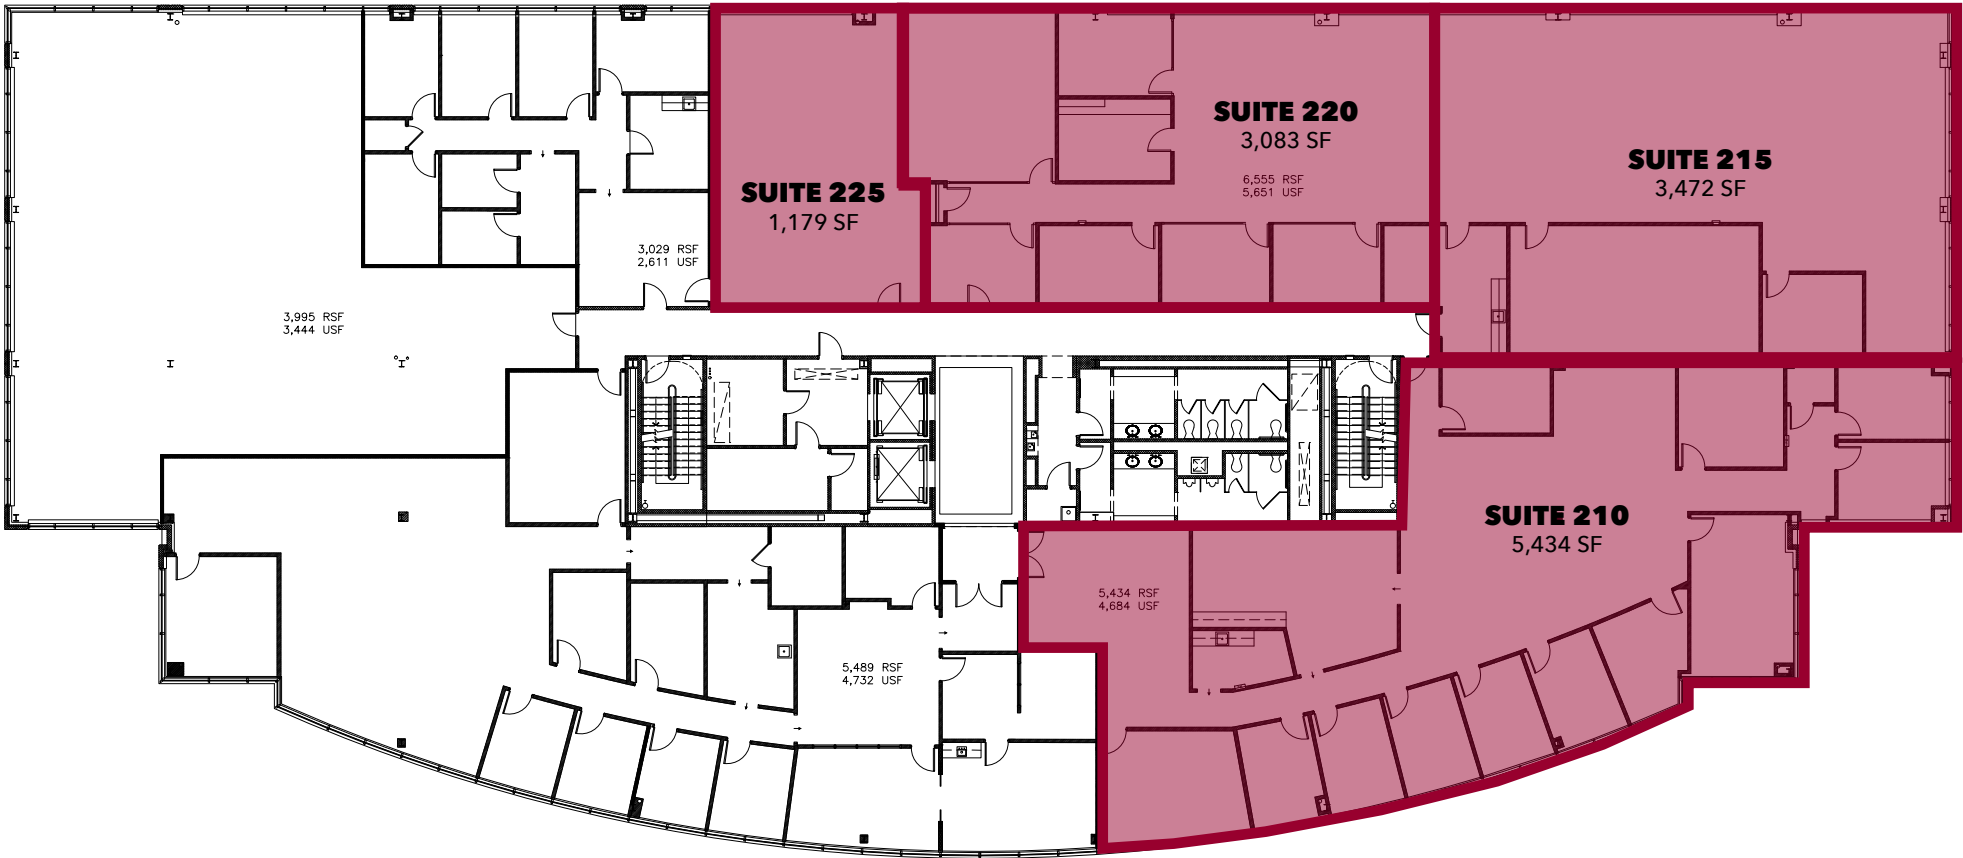 SUITE 220
3,083 SF
SUITE 215
3,472 SF
6,555 RSF
5,651 USF
SUITE 225
1,179 SF
3,029 RSF
2,611 USF
3,995 RSF
3,444 USF
SUITE 210
5,434 SF
5,434 RSF
4,684 USF
5,489 RSF
4,732 USF